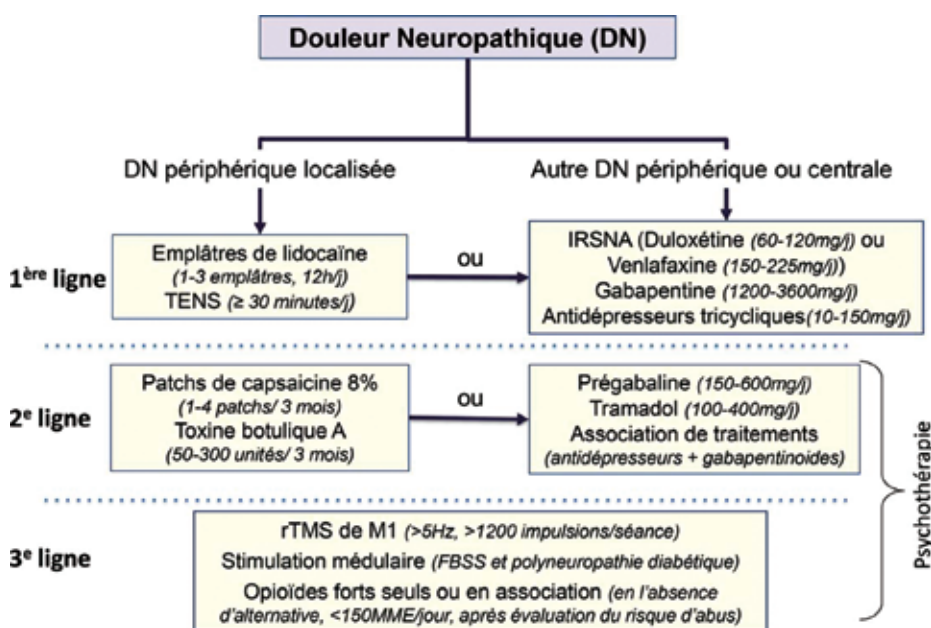 Douleur Neuropathique (DN)
DN périphérique localisée
Autre DN périphérique ou centrale
1ère ligne
Emplâtres de lidocaïne
(1-3 emplâtres, 12h/j)
TENS (≥ 30 minutes/j)
ou
IRSNA (Duloxétine (60-120mg/j) ou
Venlafaxine (150-225mg/j))
Gabapentine (1200-3600mg/j)
Antidépresseurs tricycliques(10-150mg/j)
2e ligne
Patchs de capsaicine 8%
(1-4 patchs/ 3 mois)
Toxine botulique A
(50-300 unités/ 3 mois)
ou
Prégabaline (150-600mg/j)
Tramadol (100-400mg/j)
Association de traitements
(antidépresseurs + gabapentinoides)
Psychothérapie
3e ligne
rTMS de M1 (>5Hz, >1200 impulsions/séance)
Stimulation médulaire (FBSS et polyneuropathie diabétique)
Opioïdes forts seuls ou en association (en l'absence
d'alternative, <150MME/jour, après évaluation du risque d'abus)